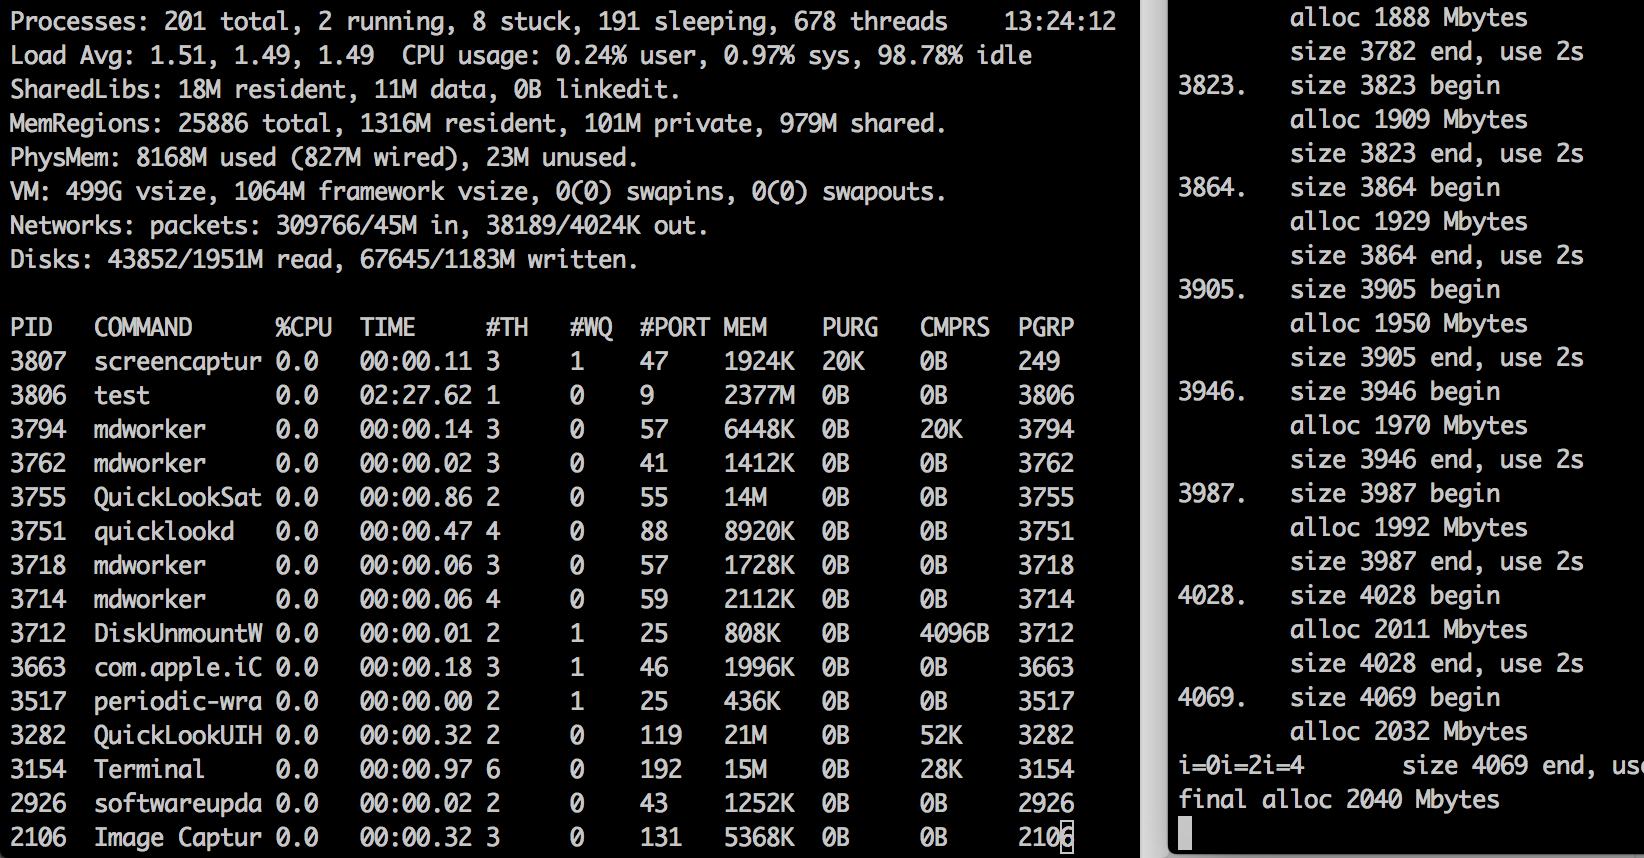 Processes: 201 total, 2 running, 8 stuck, 191 sleeping, 678 threads    13:24:12
Load Avg: 1.51, 1.49, 1.49  CPU usage: 0.24% user, 0.97% sys, 98.78% idle
SharedLibs: 18M resident, 11M data, 0B linkedit.
MemRegions: 25886 total, 1316M resident, 101M private, 979M shared.
PhysMem: 8168M used (827M wired), 23M unused.
VM: 499G vsize, 1064M framework vsize, 0(0) swapins, 0(0) swapouts.
Networks: packets: 309766/45M in, 38189/4024K out.
Disks: 43852/1951M read, 67645/1183M written.
PID   COMMAND      %CPU  TIME     #TH   #WQ  #PORT MEM    PURG   CMPRS  PGRP
3807  screencaptur 0.0   00:00.11 3     1    47    1924K  20K    0B     249
3806  test         0.0   02:27.62 1     0    9     2377M  0B     0B     3806
3794  mdworker     0.0   00:00.14 3     0    57    6448K  0B     20K    3794
3762  mdworker     0.0   00:00.02 3     0    41    1412K  0B     0B     3762
3755  QuickLookSat 0.0   00:00.86 2     0    55    14M    0B     0B     3755
3751  quicklookd   0.0   00:00.47 4     0    88    8920K  0B     0B     3751
3718  mdworker     0.0   00:00.06 3     0    57    1728K  0B     0B     3718
3714  mdworker     0.0   00:00.06 4     0    59    2112K  0B     0B     3714
3712  DiskUnmountW 0.0   00:00.01 2     1    25    808K   0B     4096B  3712
3663  com.apple.iC 0.0   00:00.18 3     1    46    1996K  0B     0B     3663
3517  periodic-wra 0.0   00:00.00 2     1    25    436K   0B     0B     3517
3282  QuickLookUIH 0.0   00:00.32 2     0    119   21M    0B     52K    3282
3154  Terminal     0.0   00:00.97 6     0    192   15M    0B     28K    3154
2926  softwareupda 0.0   00:00.02 2     0    43    1252K  0B     0B     2926
2106  Image Captur 0.0   00:00.32 3     0    131   5368K  0B     0B     2106
alloc 1888 Mbytes
size 3782 end, use 2s
3823.   size 3823 begin
alloc 1909 Mbytes
size 3823 end, use 2s
3864.   size 3864 begin
alloc 1929 Mbytes
size 3864 end, use 2s
3905.   size 3905 begin
alloc 1950 Mbytes
size 3905 end, use 2s
3946.   size 3946 begin
alloc 1970 Mbytes
size 3946 end, use 2s
3987.   size 3987 begin
alloc 1992 Mbytes
size 3987 end, use 2s
4028.   size 4028 begin
alloc 2011 Mbytes
size 4028 end, use 2s
4069.   size 4069 begin
alloc 2032 Mbytes
i=0i=2i=4       size 4069 end, use
final alloc 2040 Mbytes